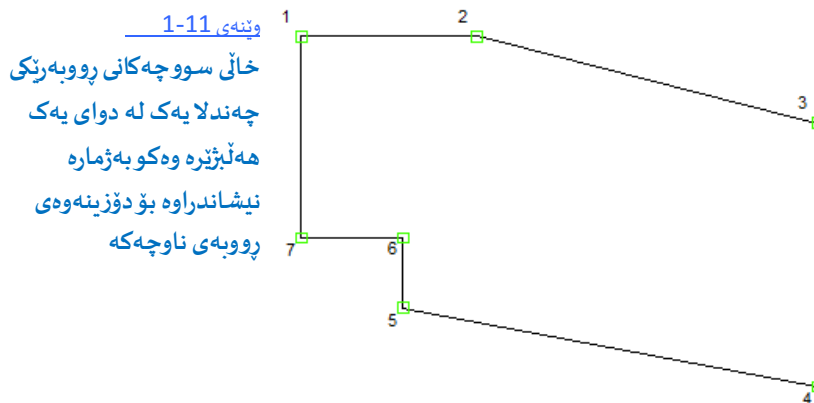 وێنەی 11-1
خاڵی سووچەکانی ڕووبەرێکی
چەندلا یەک لە دوای یەک
هەڵبژێرە وەکو بەژمارە
نیشاندراوە بۆ دۆزینەوەی
ڕووبەی ناوچەکە
1
2
3
7
6
5
4